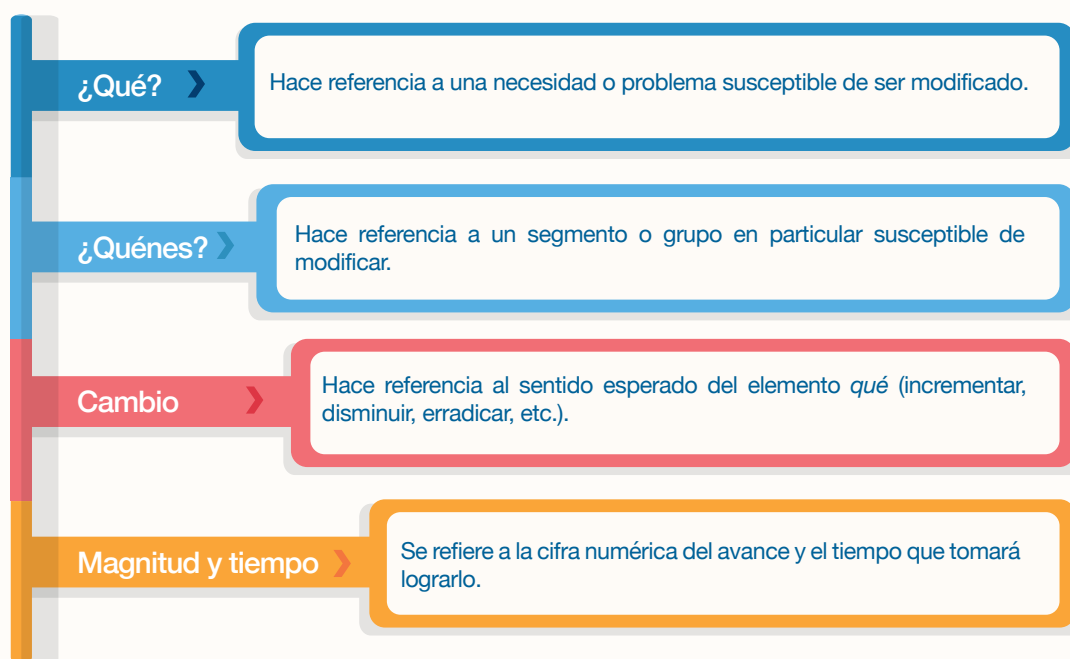 ¿Qué?
Hace referencia a una necesidad o problema susceptible de ser modificado.
¿Quénes?
Hace referencia a un segmento o grupo en particular susceptible de
modificar.
Cambio
Hace referencia al sentido esperado del elemento qué (incrementar,
disminuir, erradicar, etc.).
Magnitud y tiempo
Se refiere a la cifra numérica del avance y el tiempo que tomará
lograrlo.